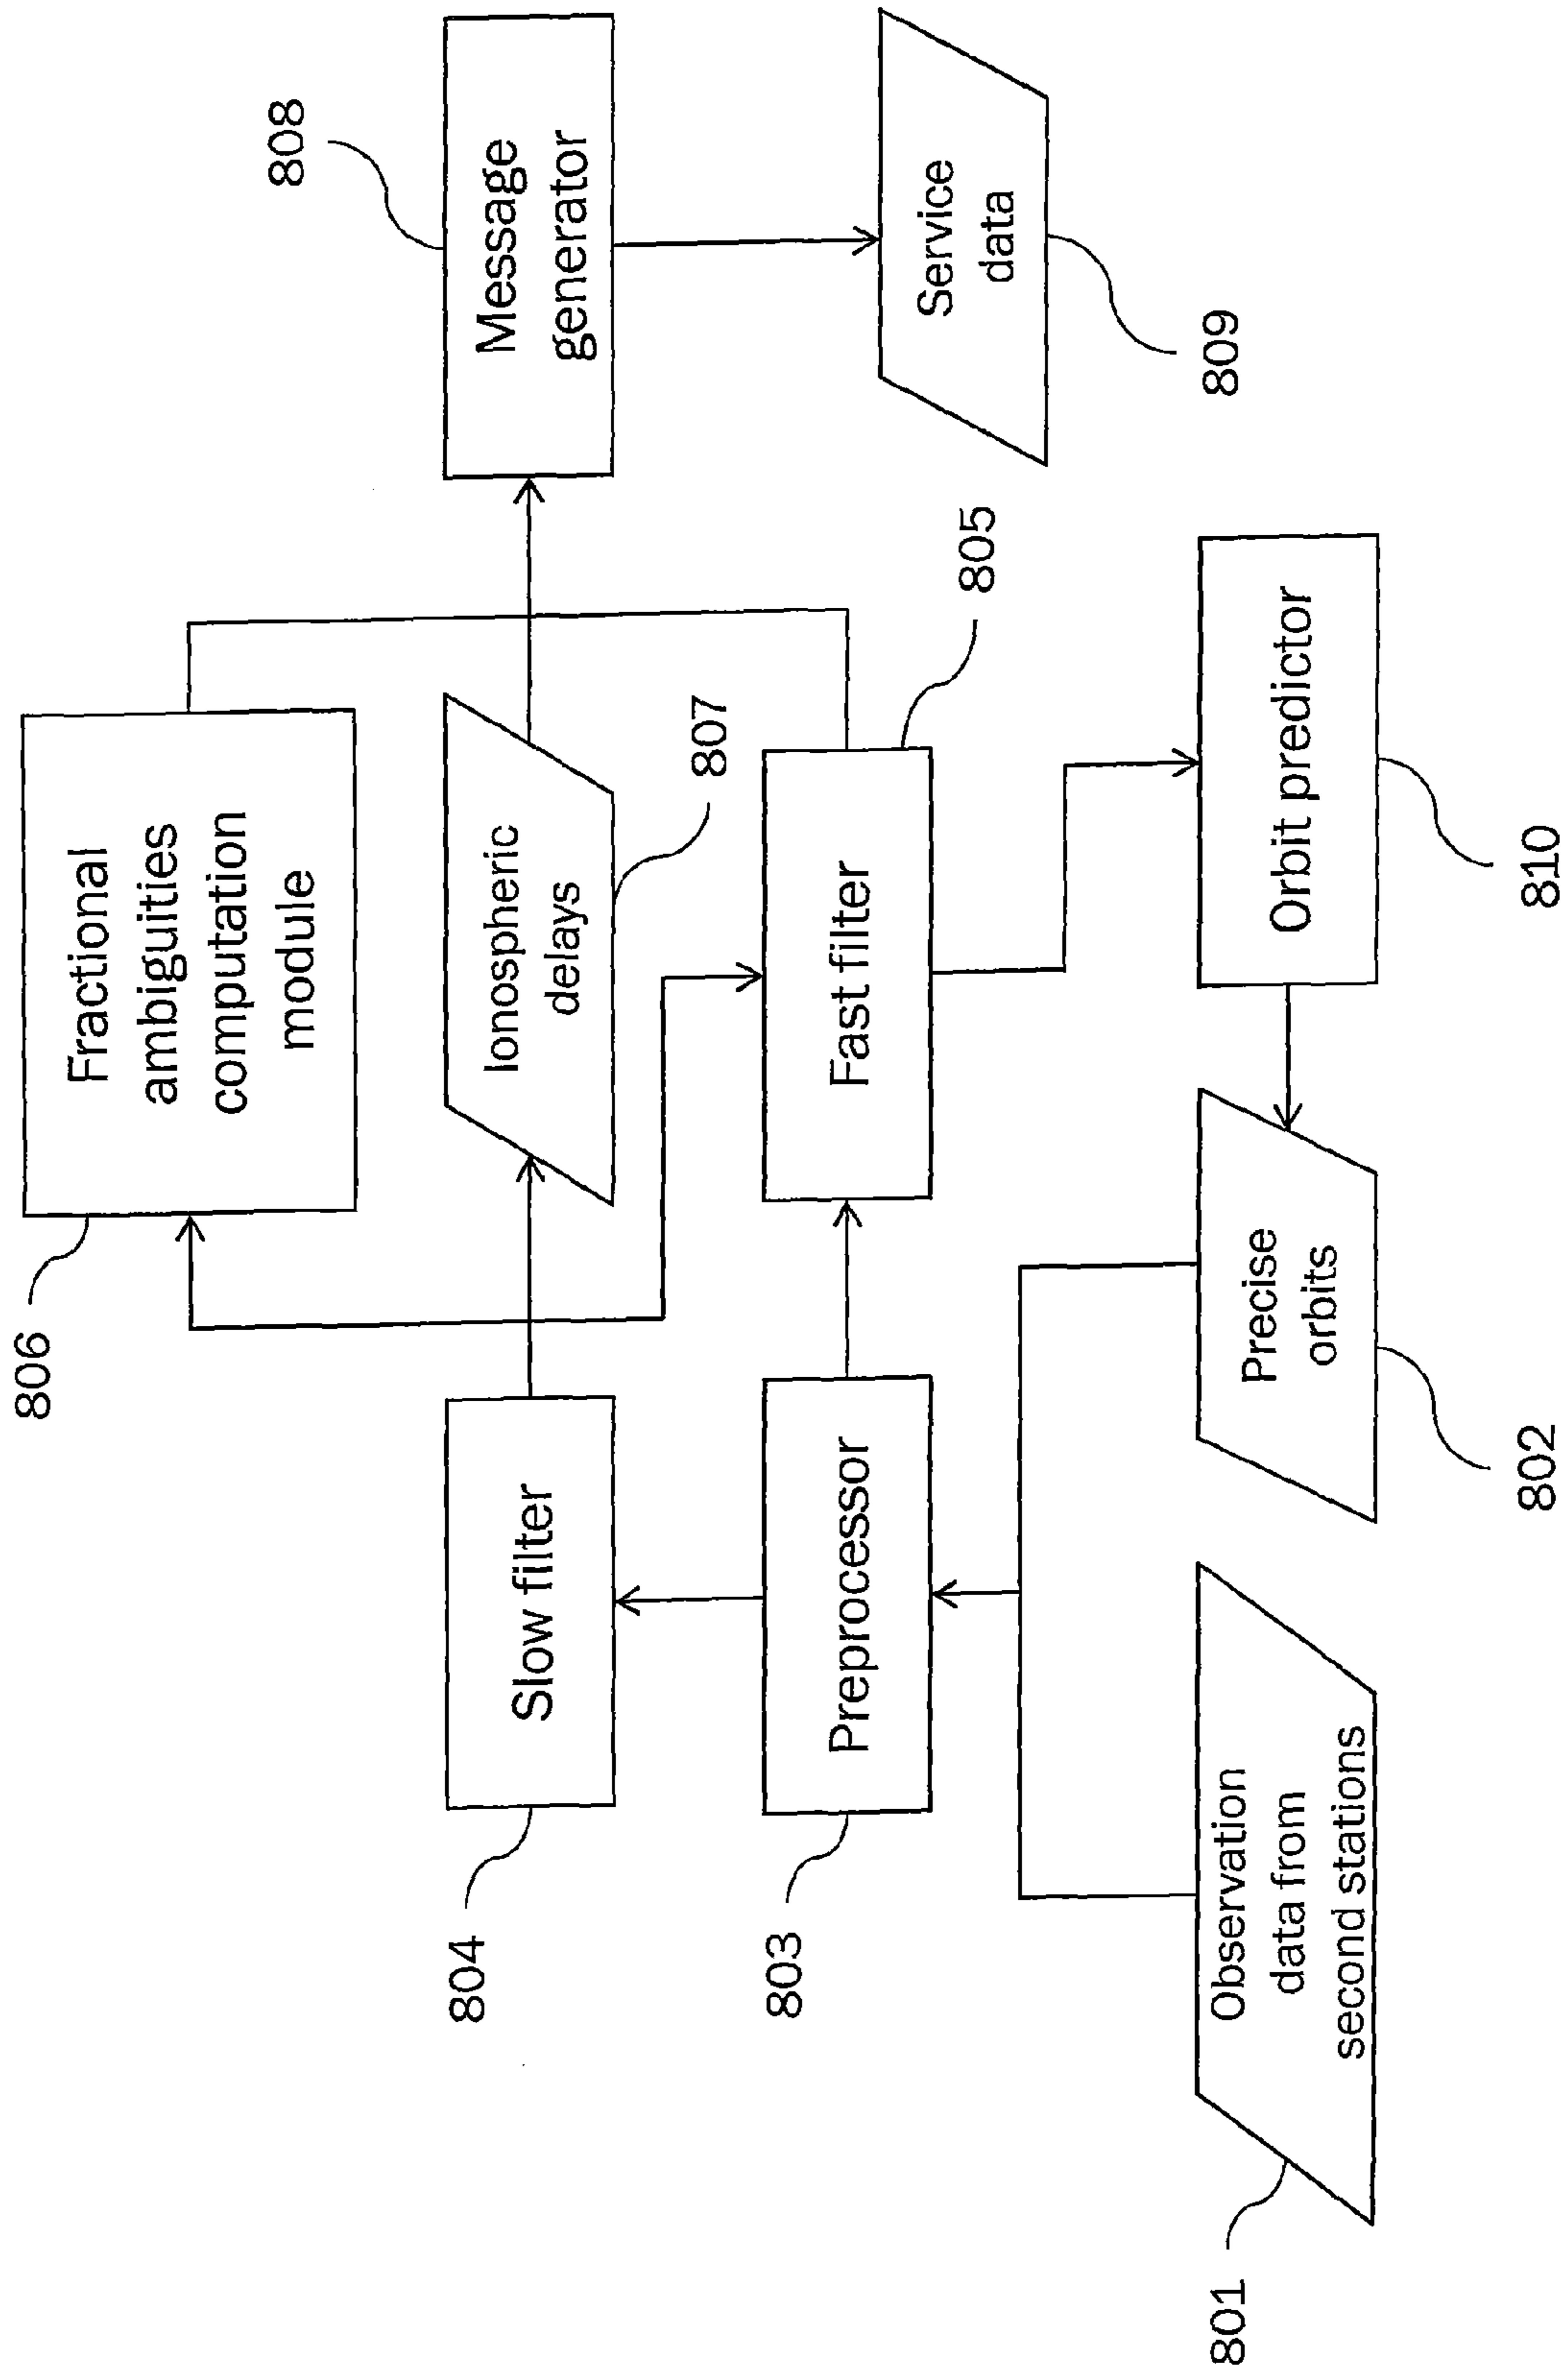 806
Fractional
ambiguities
computation
module
808
Message
generator
804
Slow filter
Ionospheric
delays
807
Service
data
809
803
Preprocessor
Fast filter
805
801
Observation
data from
second stations
Precise
orbits
802
Orbit predictor
810